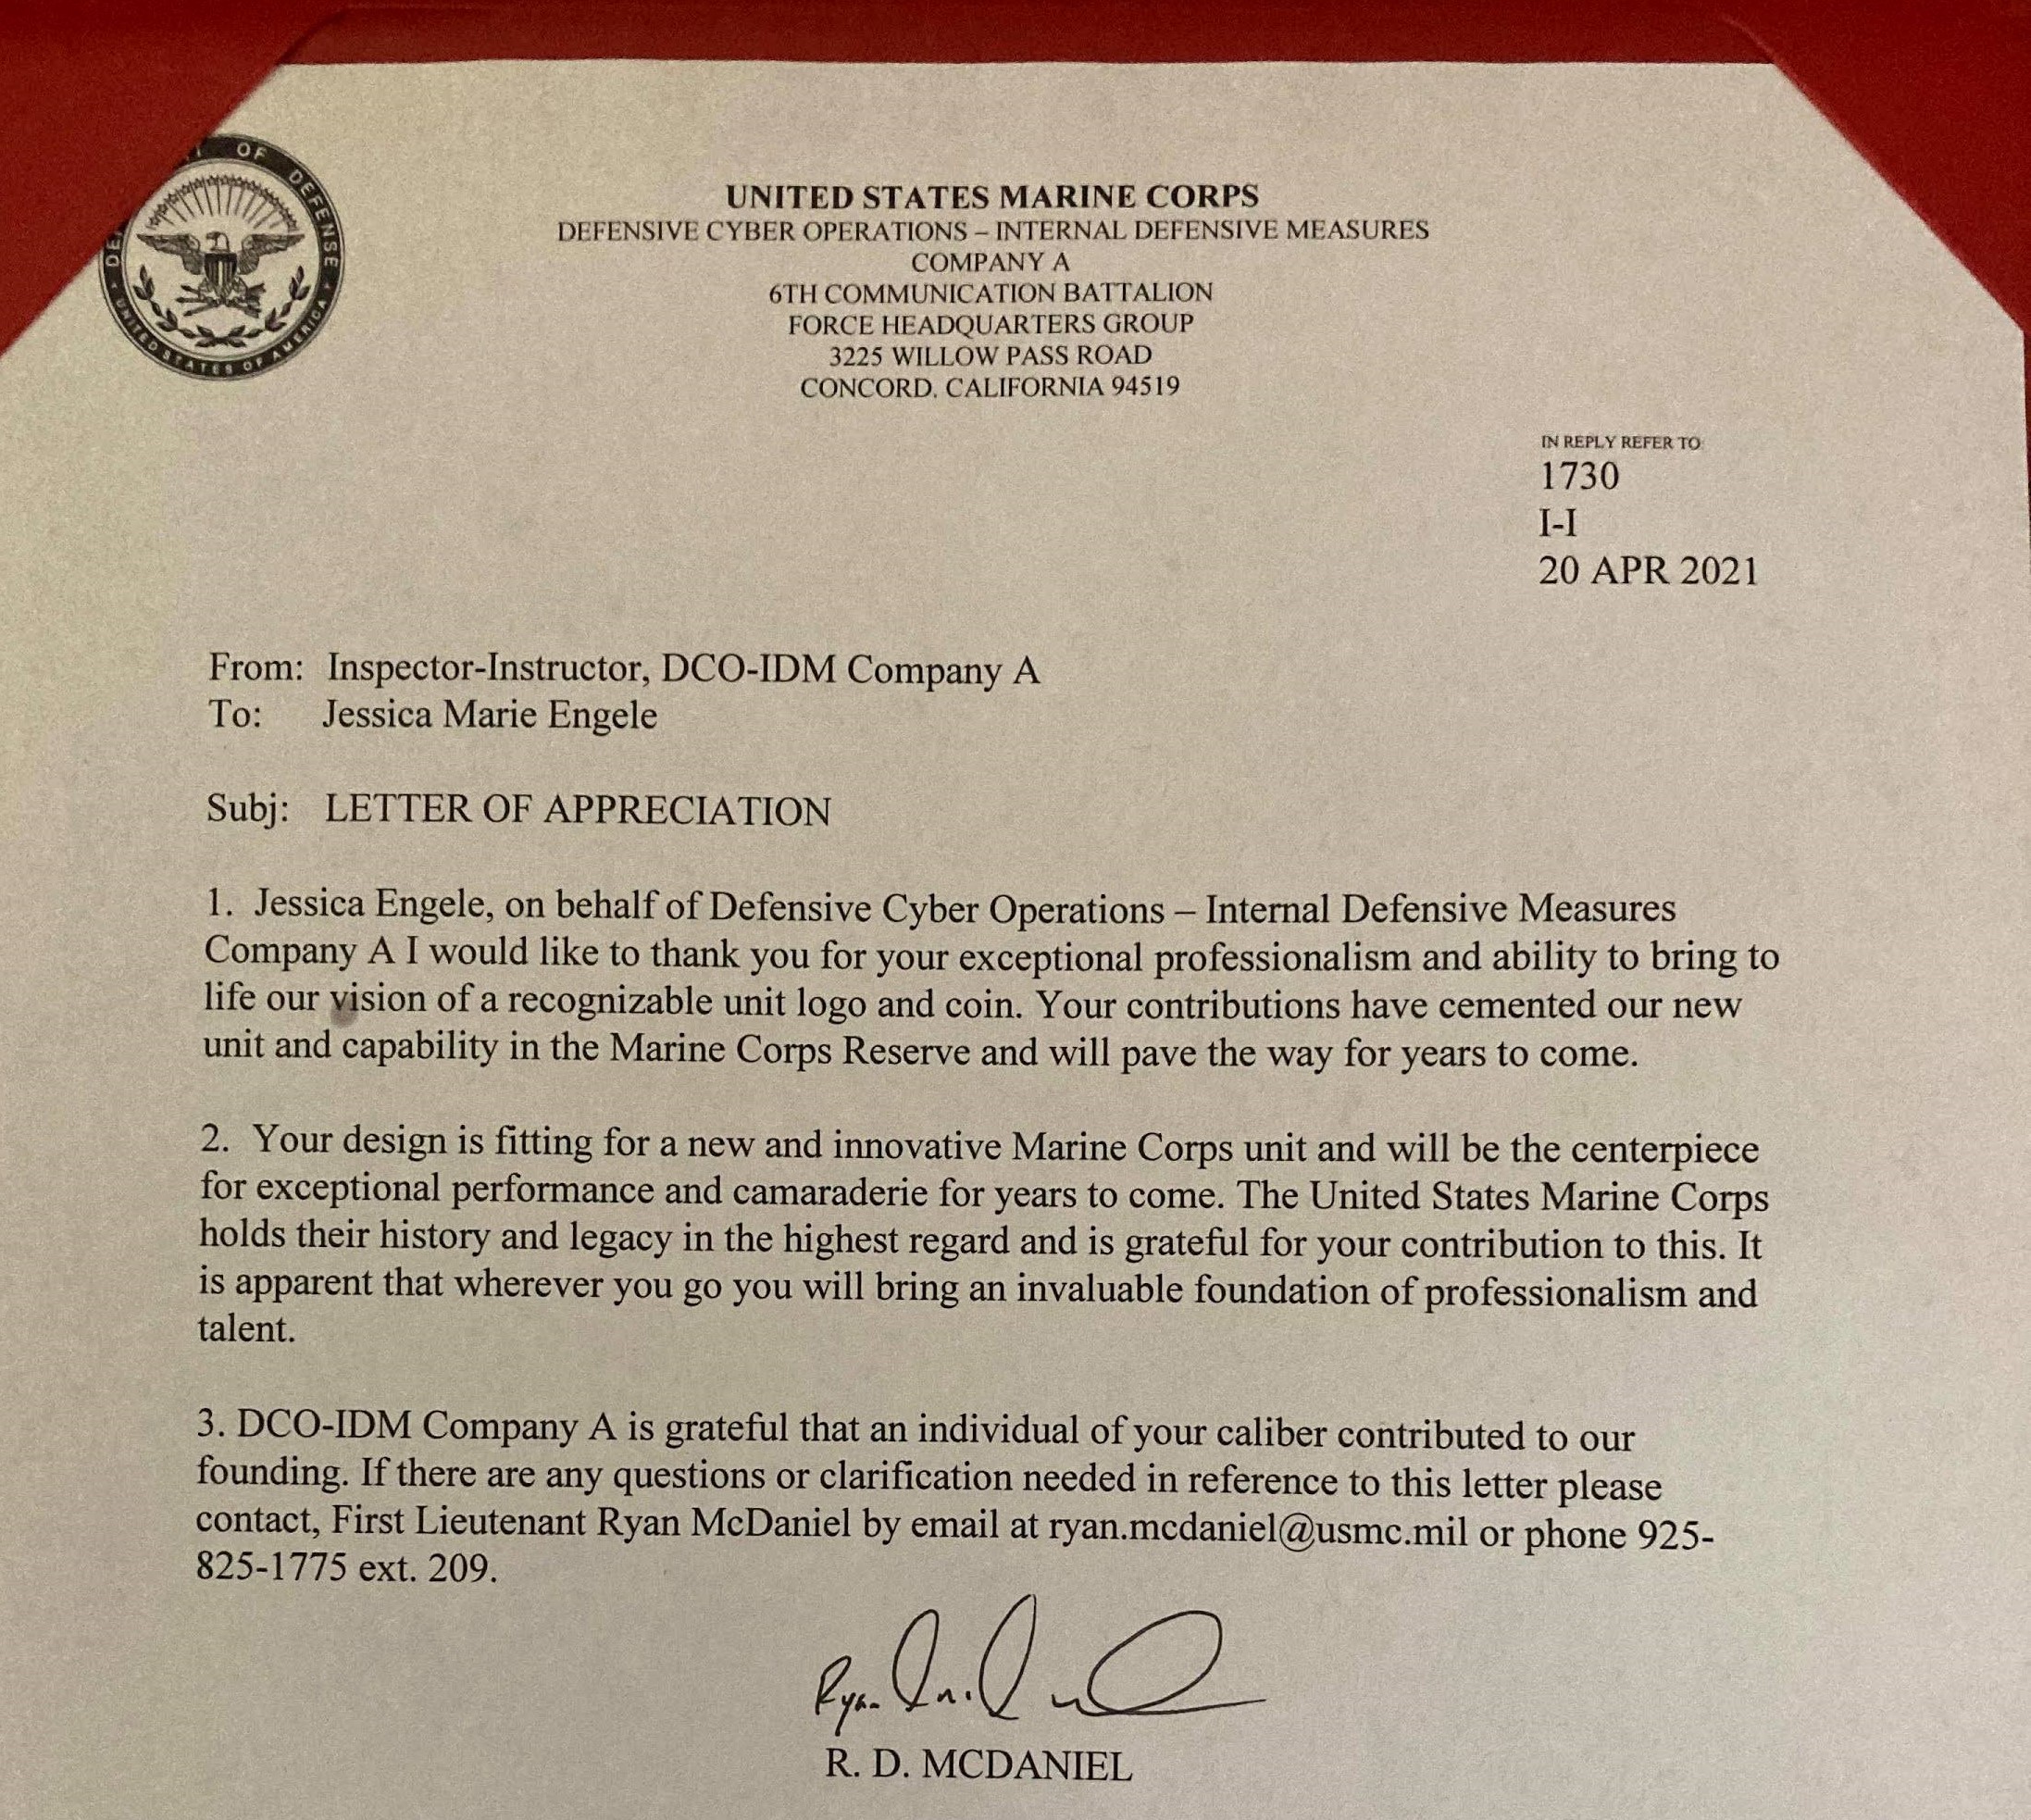 OF DEFENSE
UNITED STATES OF AMERICA
UNITED STATES MARINE CORPS
DEFENSIVE CYBER OPERATIONS – INTERNAL DEFENSIVE MEASURES
COMPANY A
6TH COMMUNICATION BATTALION
FORCE HEADQUARTERS GROUP
3225 WILLOW PASS ROAD
CONCORD, CALIFORNIA 94519
IN REPLY REFER TO:
1730
I-I
20 APR 2021
From: Inspector-Instructor, DCO-IDM Company A
To: Jessica Marie Engele
Subj: LETTER OF APPRECIATION
1. Jessica Engele, on behalf of Defensive Cyber Operations – Internal Defensive Measures
Company A I would like to thank you for your exceptional professionalism and ability to bring to
life our vision of a recognizable unit logo and coin. Your contributions have cemented our new
unit and capability in the Marine Corps Reserve and will pave the way for years to come.
2. Your design is fitting for a new and innovative Marine Corps unit and will be the centerpiece
for exceptional performance and camaraderie for years to come. The United States Marine Corps
holds their history and legacy in the highest regard and is grateful for your contribution to this. It
is apparent that wherever you go you will bring an invaluable foundation of professionalism and
talent.
3. DCO-IDM Company A is grateful that an individual of your caliber contributed to our
founding. If there are any questions or clarification needed in reference to this letter please
contact, First Lieutenant Ryan McDaniel by email at ryan.mcdaniel@usmc.mil or phone 925-
825-1775 ext. 209.
R. D. MCDANIEL